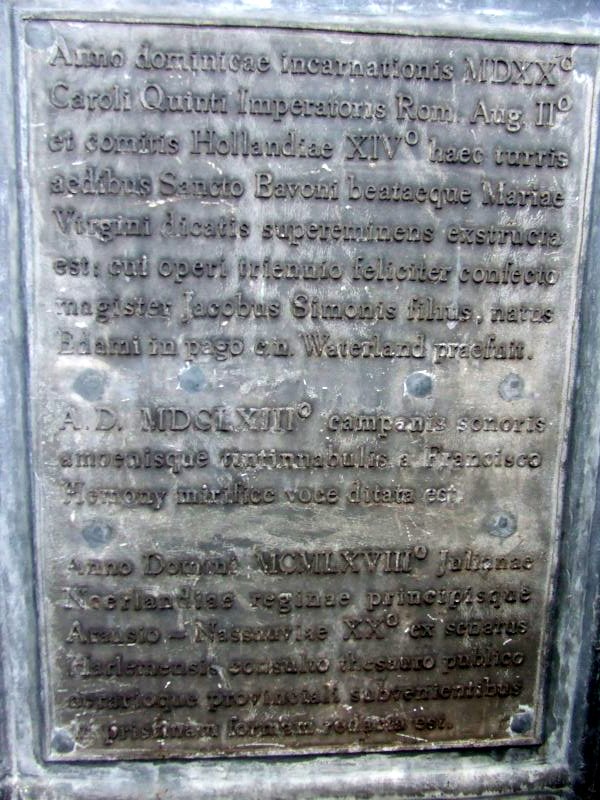 Anno dominicae incarnationis MDXX°
Caroli Quinti Imperatoris Rom. Aug. II°
et comitis Hollandiae XIV° haec turris
aedibus Sancto Bavoni beataeque Mariae
Virgini dicatis supereminens exstructa
est: cui operi triennio feliciter confecto
magister Jacobus Simonis filius, natus
Edami in pago c.n. Waterland praefuit.
A.D. MDCLXIII° campanis sonoris
amoenisque tintinnabulis a Francisco
Hemony mirifice voce ditata est.
Anno Domini MCMLXVIII° Julianae
Neerlandiae reginae principisque
Arausio - Nassauviae XX° ex senatus
Harlemensis consulto thesauro publico
aerarioque provinciali subvenientibus
in pristinam formam redacta est.